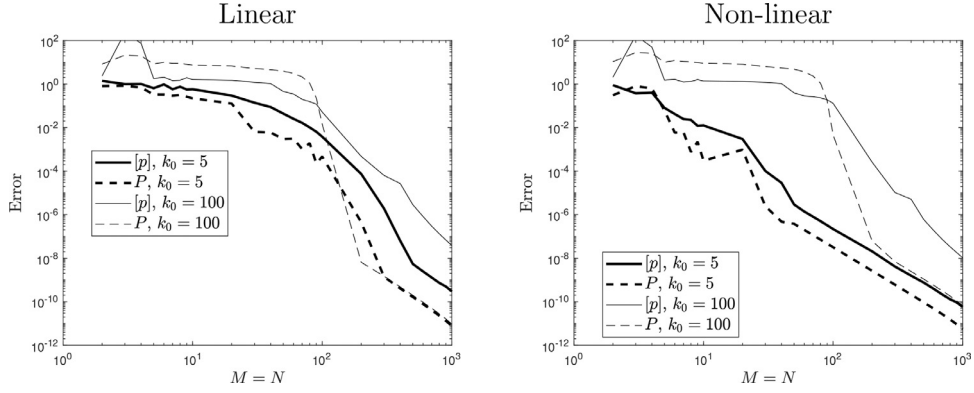 Linear
Error
10^2
10^0
10^-2
10^-4
10^-6
10^-8
10^-10
10^-12
[p], k_0 = 5
P, k_0 = 5
[p], k_0 = 100
P, k_0 = 100
10^0 10^1 10^2 10^3
M = N
Non-linear
Error
10^2
10^0
10^-2
10^-4
10^-6
10^-8
10^-10
10^-12
[p], k_0 = 5
P, k_0 = 5
[p], k_0 = 100
P, k_0 = 100
10^0 10^1 10^2 10^3
M = N